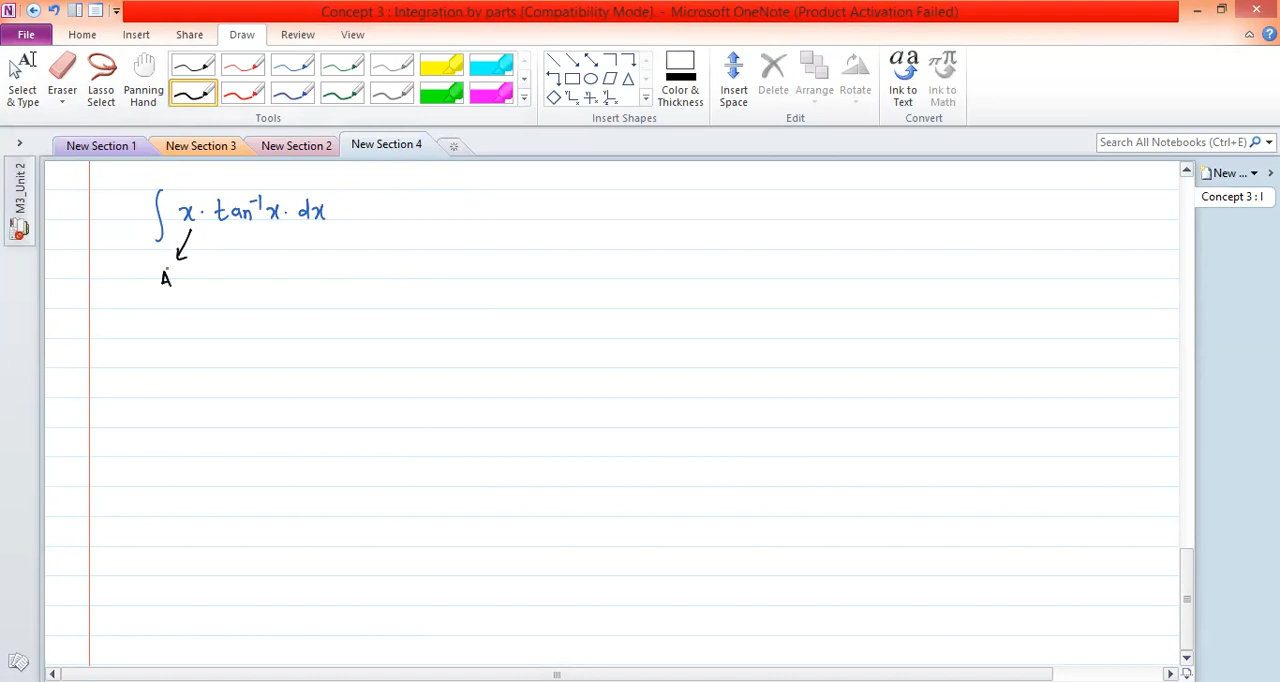 Concept 3 : Integration by parts [Compatibility Mode] - Microsoft OneNote (Product Activation Failed)
File Home Insert Share Draw Review View
Select & Type Eraser Lasso Select Panning Hand Color & Thickness Insert Space Delete Arrange Rotate Ink to Text Ink to Math
Tools Insert Shapes Edit Convert
New Section 1 New Section 3 New Section 2 New Section 4 Search All Notebooks (Ctrl+E)
New ...
Concept 3 : I
M3_Unit 2
∫ x · tan⁻¹x · dx
A